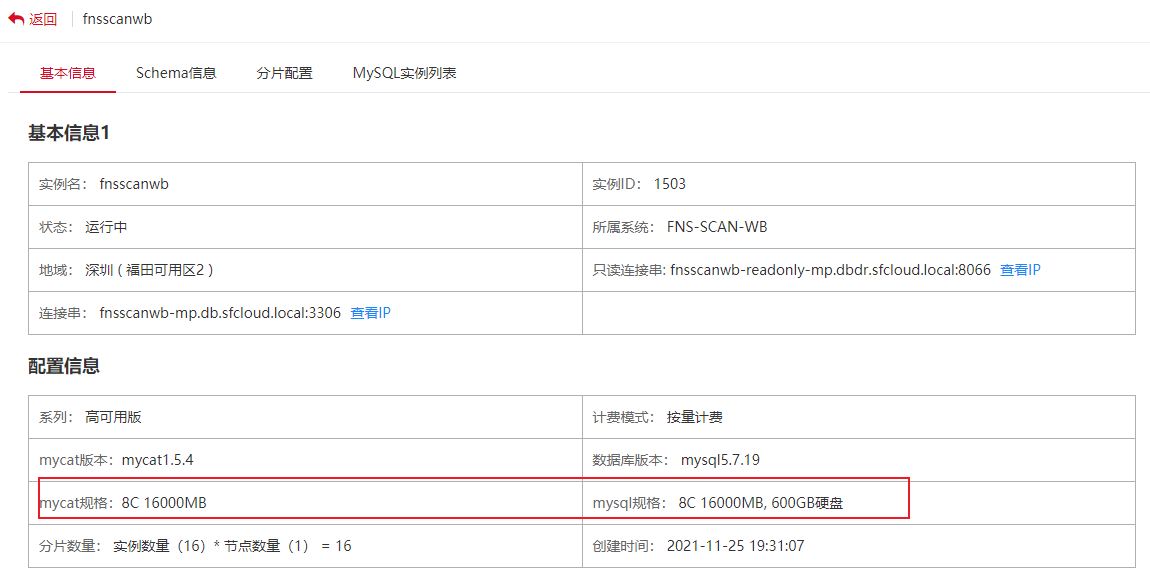 返回 fnsscanwb
基本信息 Schema信息 分片配置 MySQL实例列表
基本信息1
实例名： fnsscanwb 实例ID： 1503
状态： 运行中 所属系统： FNS-SCAN-WB
地域： 深圳 ( 福田可用区2 ) 只读连接串: fnsscanwb-readonly-mp.dbdr.sfcloud.local:8066 查看IP
连接串： fnsscanwb-mp.db.sfcloud.local:3306 查看IP
配置信息
系列： 高可用版 计费模式： 按量计费
mycat版本：mycat1.5.4 数据库版本： mysql5.7.19
mycat规格：8C 16000MB mysql规格： 8C 16000MB, 600GB硬盘
分片数量： 实例数量（16）* 节点数量（1） = 16 创建时间： 2021-11-25 19:31:07